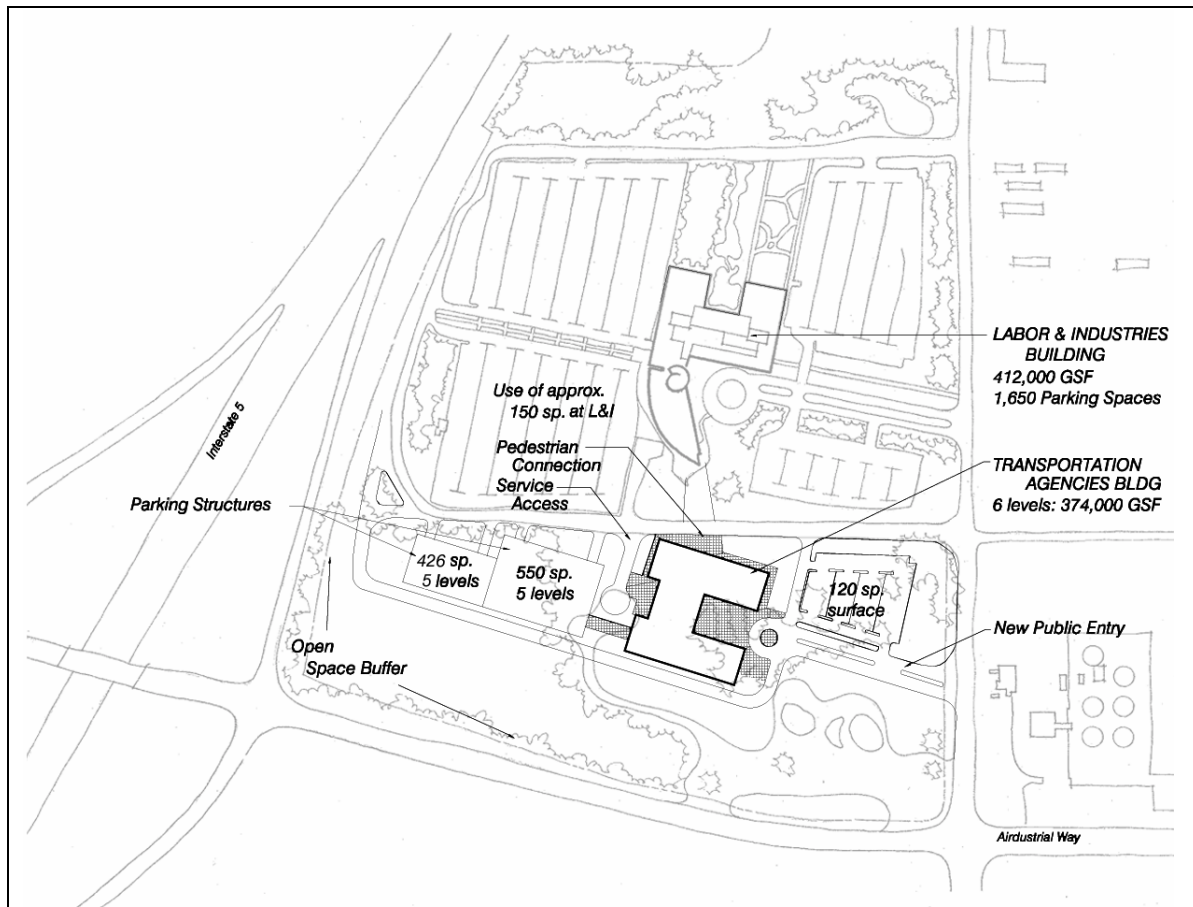 LABOR & INDUSTRIES
BUILDING
412,000 GSF
1,650 Parking Spaces
Use of approx.
150 sp. at L&I
Interstate 5
Pedestrian
Connection
Service
Access
TRANSPORTATION
AGENCIES BLDG
6 levels: 374,000 GSF
Parking Structures
426 sp.
5 levels
550 sp.
5 levels
120 sp.
surface
New Public Entry
Open
Space Buffer
Airdustrial Way